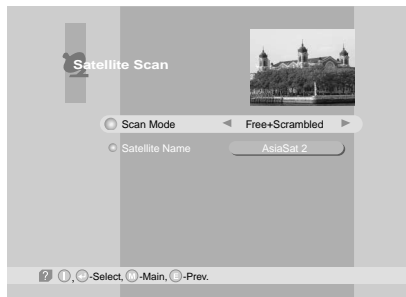 Satellite Scan
Scan Mode Free+Scrambled
Satellite Name AsiaSat 2
? , -Select, M-Main, E-Prev.